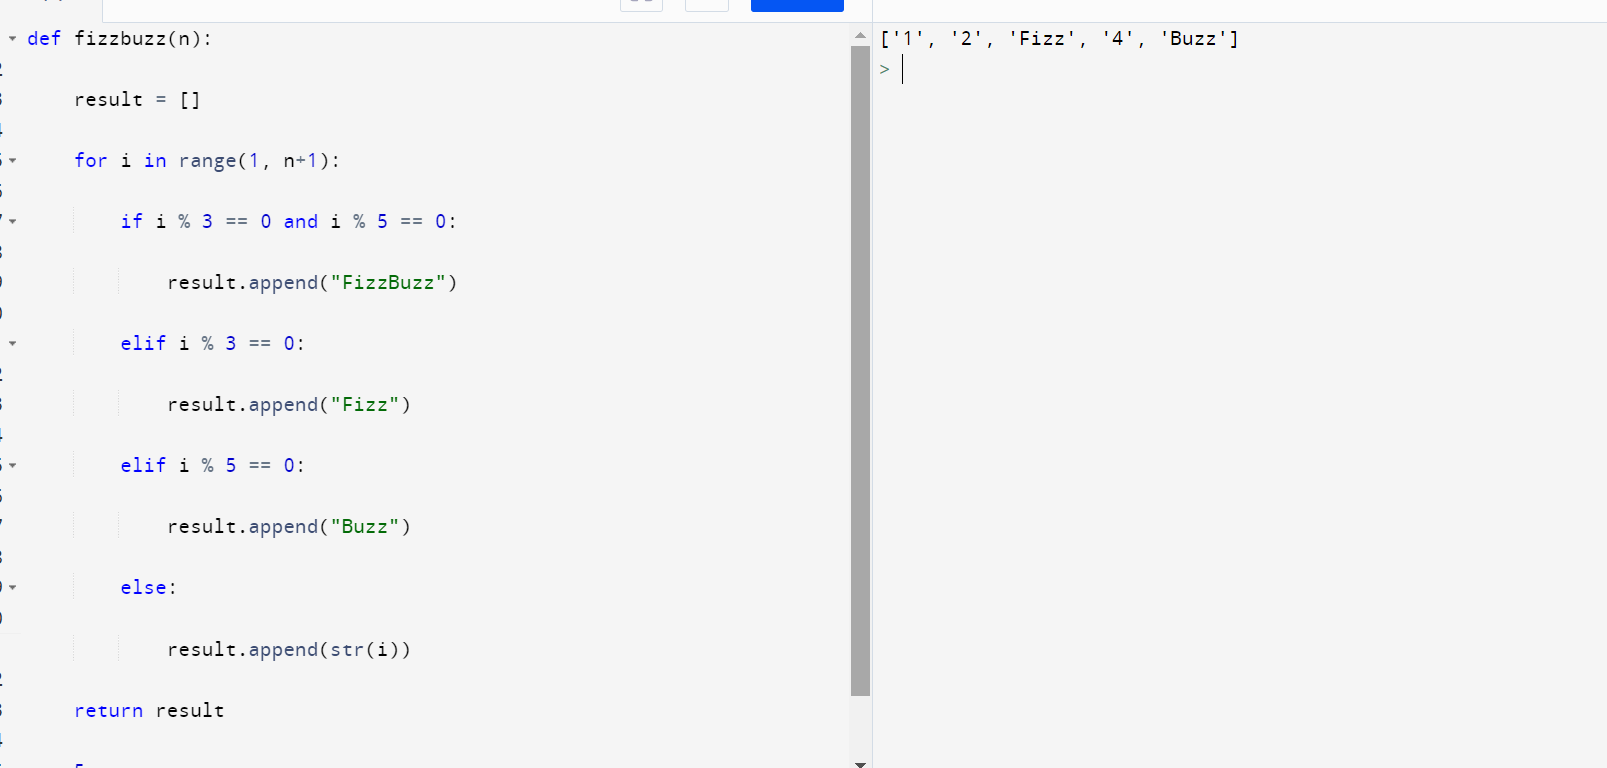 def fizzbuzz(n):
    result = []
    for i in range(1, n+1):
        if i % 3 == 0 and i % 5 == 0:
            result.append("FizzBuzz")
        elif i % 3 == 0:
            result.append("Fizz")
        elif i % 5 == 0:
            result.append("Buzz")
        else:
            result.append(str(i))
    return result
['1', '2', 'Fizz', '4', 'Buzz']
>